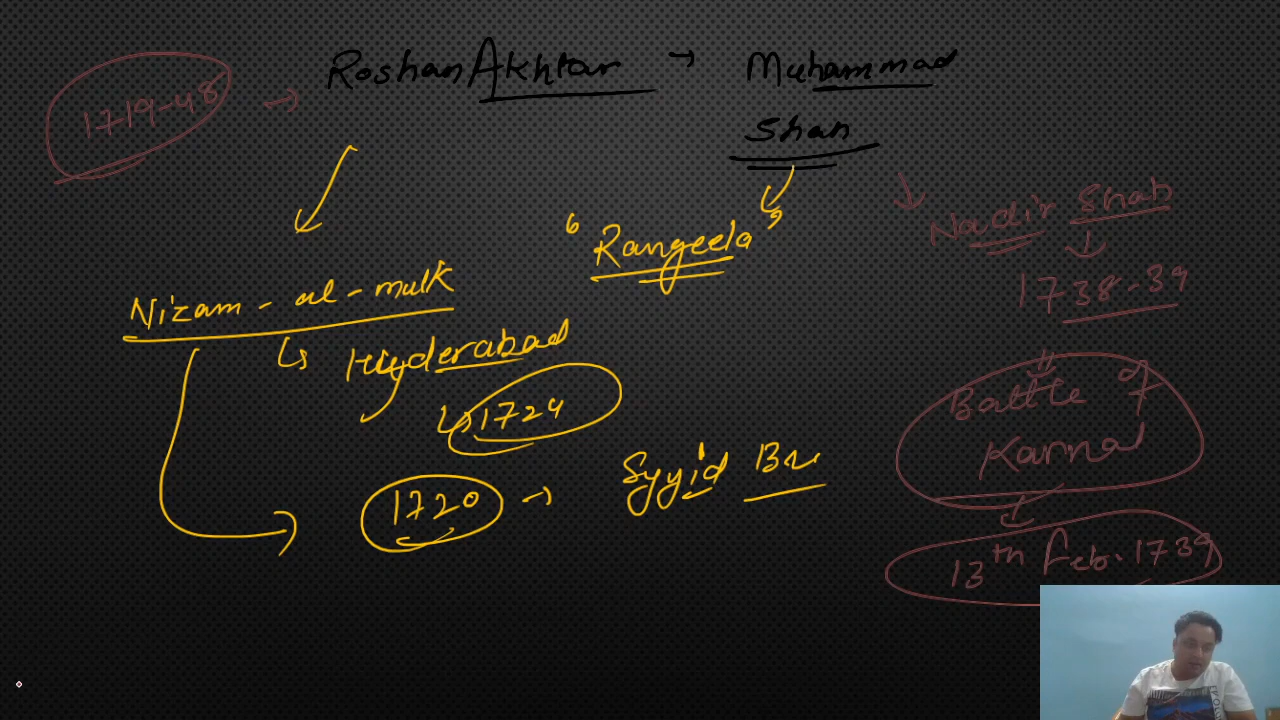 1719-48 → Roshan Akhtar → Muhammad
Shah
"Rangeela"
Nizam-ul-mulk
↳ Hyderabad
↳ 1724
1720 → Syyid Br
Nadir Shah
1738-39
Battle of
Karnal
13th Feb. 1739